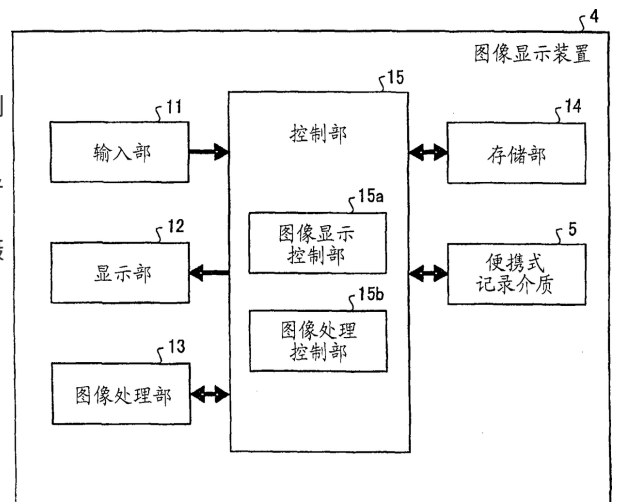 4
图像显示装置
15
控制部
11
输入部
14
存储部
15a
图像显示
控制部
12
显示部
5
便携式
记录介质
15b
图像处理
控制部
13
图像处理部